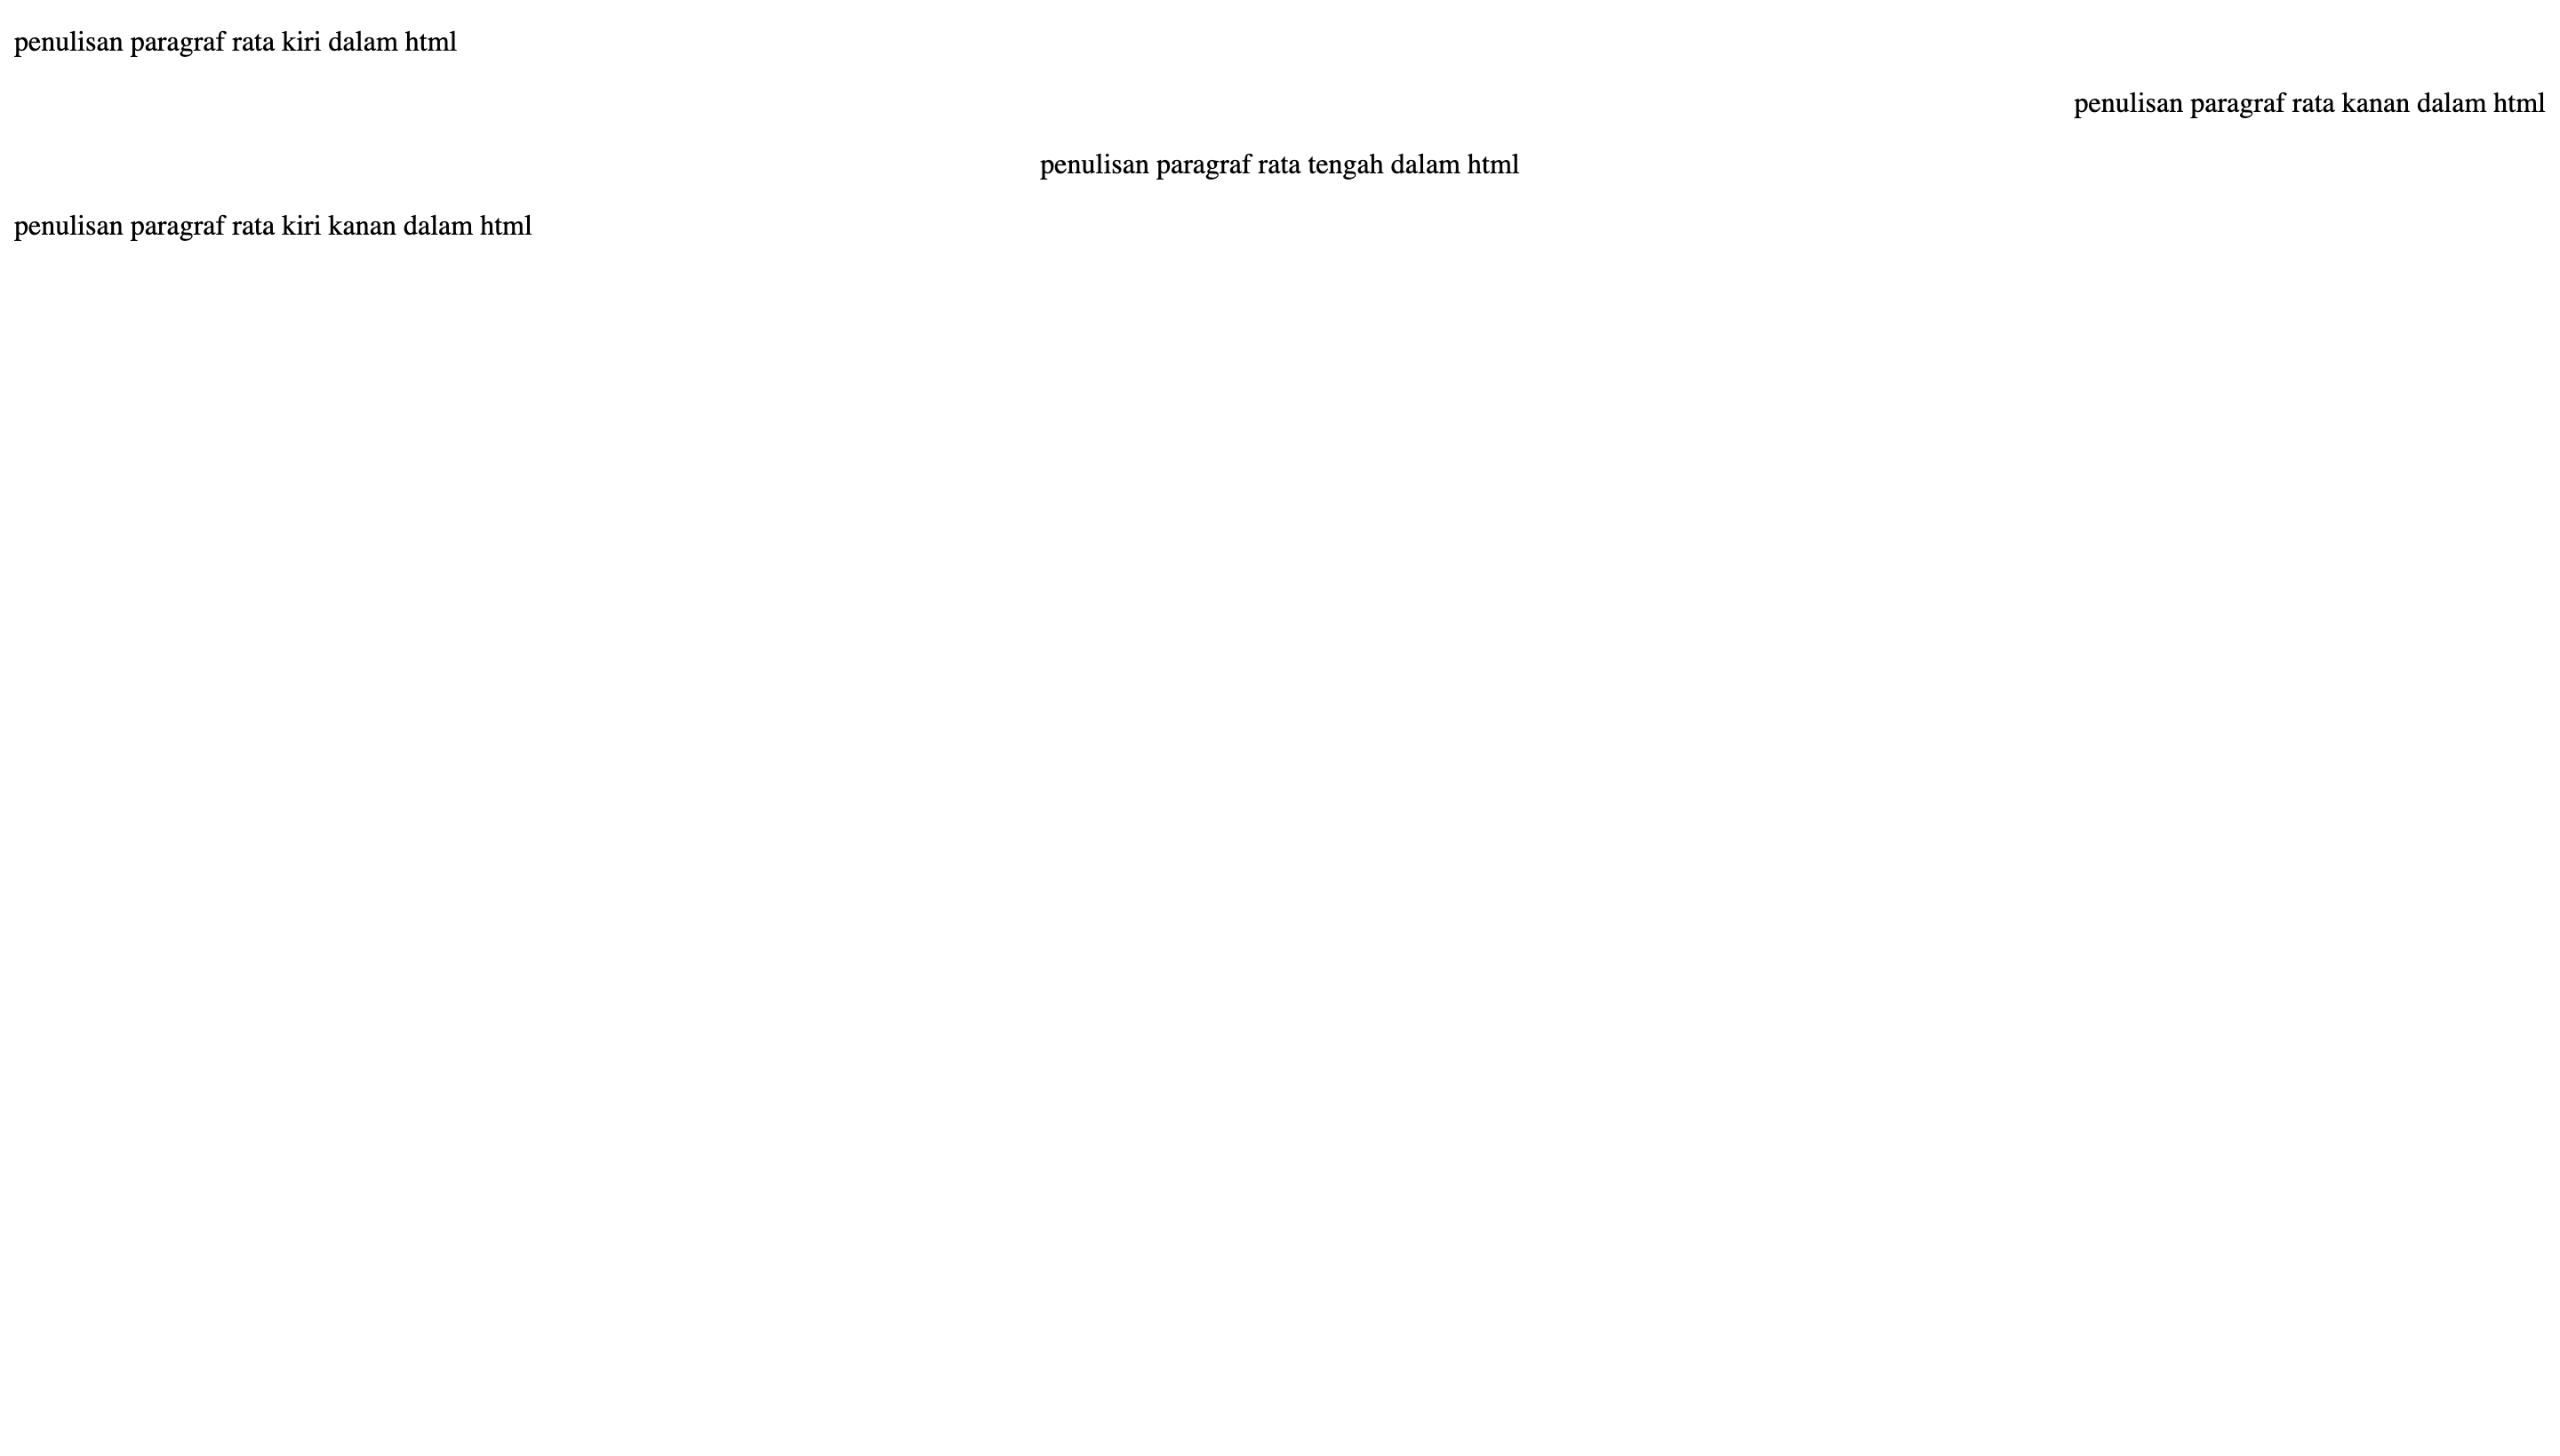 penulisan paragraf rata kiri dalam html
penulisan paragraf rata kanan dalam html
penulisan paragraf rata tengah dalam html
penulisan paragraf rata kiri kanan dalam html